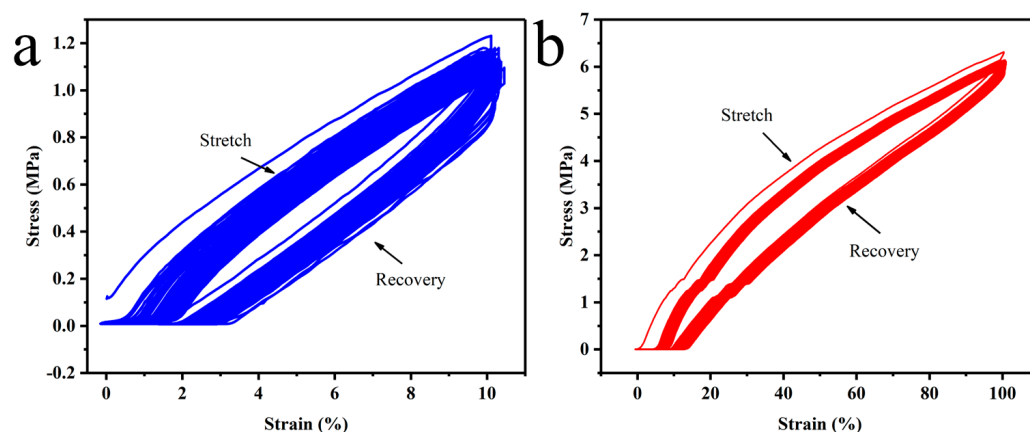 a
1.2
1.0
0.8
0.6
0.4
0.2
0.0
-0.2
Stress (MPa)
Stretch
Recovery
0
2
4
6
8
10
Strain (%)
b
7
6
5
4
3
2
1
0
Stress (MPa)
Stretch
Recovery
0
20
40
60
80
100
Strain (%)